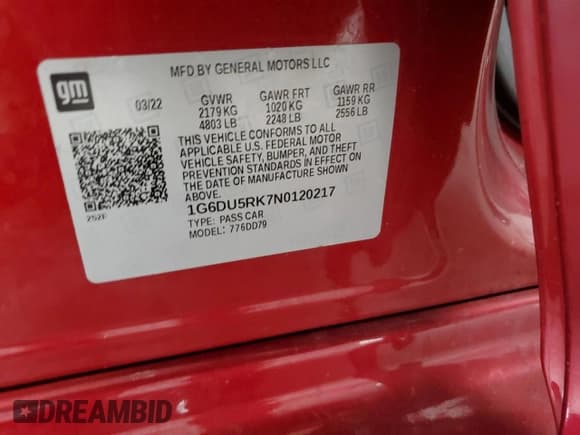 MFD BY GENERAL MOTORS LLC
gm
03/22 GVWR GAWR FRT GAWR RR
2179 KG 1020 KG 1159 KG
4803 LB 2248 LB 2556 LB
THIS VEHICLE CONFORMS TO ALL
APPLICABLE U.S. FEDERAL MOTOR
VEHICLE SAFETY, BUMPER, AND THEFT
PREVENTION STANDARDS IN EFFECT ON
THE DATE OF MANUFACTURE SHOWN
ABOVE.
252F
1G6DU5RK7N0120217
TYPE: PASS CAR
MODEL: 776DD79
DREAMBID